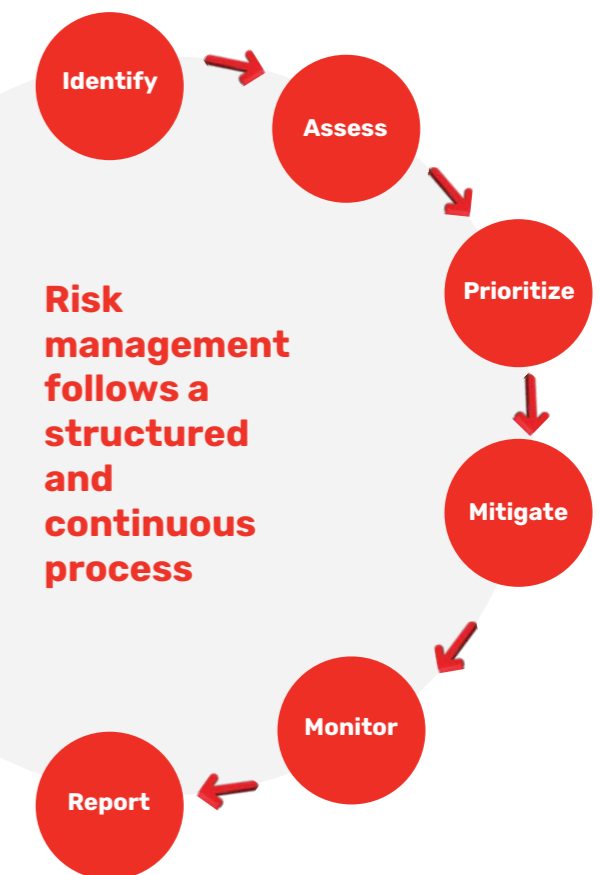 Identify
Assess
Prioritize
Risk
management
follows a
structured
and
continuous
process
Mitigate
Monitor
Report